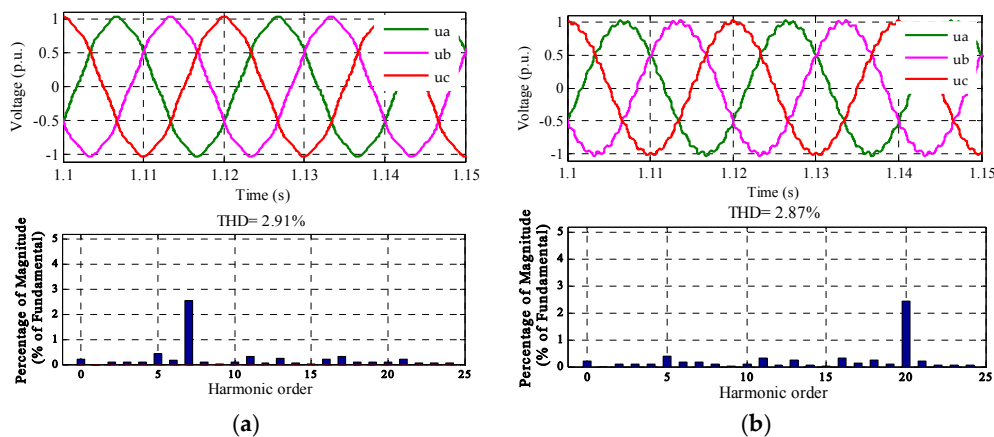 Voltage (p.u.)
1
0.5
0
-0.5
-1
ua
ub
uc
1.1
1.11
1.12
1.13
1.14
1.15
Time (s)
THD= 2.91%
Percentage of Magnitude
(% of Fundamental)
5
4
3
2
1
0
0
5
10
15
20
25
Harmonic order
(a)
Voltage (p.u.)
1
0.5
0
-0.5
-1
ua
ub
uc
1.1
1.11
1.12
1.13
1.14
1.15
Time (s)
THD= 2.87%
Percentage of Magnitude
(% of Fundamental)
5
4
3
2
1
0
0
5
10
15
20
25
Harmonic order
(b)